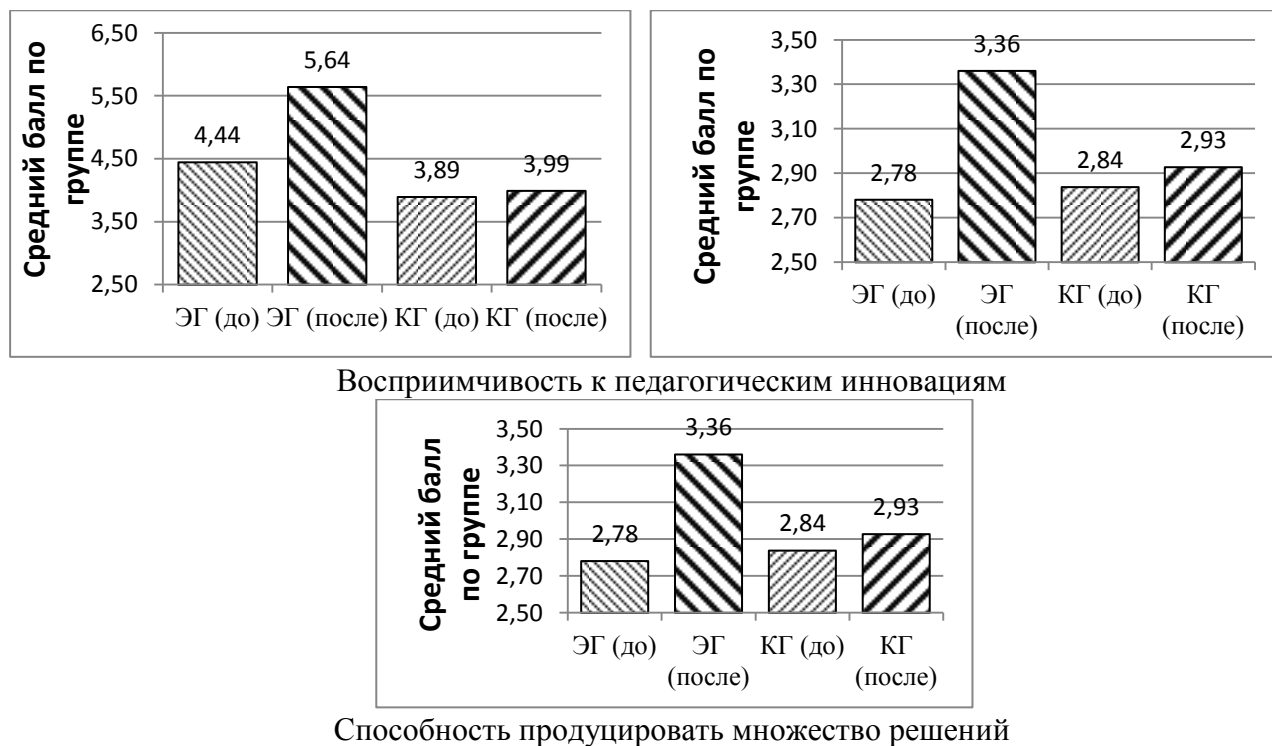 Средний балл по
группе
6,50
5,50
4,50
3,50
2,50
4,44
5,64
3,89
3,99
ЭГ (до) ЭГ (после) КГ (до) КГ (после)
Средний балл по
группе
3,50
3,30
3,10
2,90
2,70
2,50
2,78
3,36
2,84
2,93
ЭГ (до) ЭГ КГ (до) КГ
(после) (после)
Восприимчивость к педагогическим инновациям
Средний балл
по группе
3,50
3,30
3,10
2,90
2,70
2,50
2,78
3,36
2,84
2,93
ЭГ (до) ЭГ КГ (до) КГ
(после) (после)
Способность продуцировать множество решений